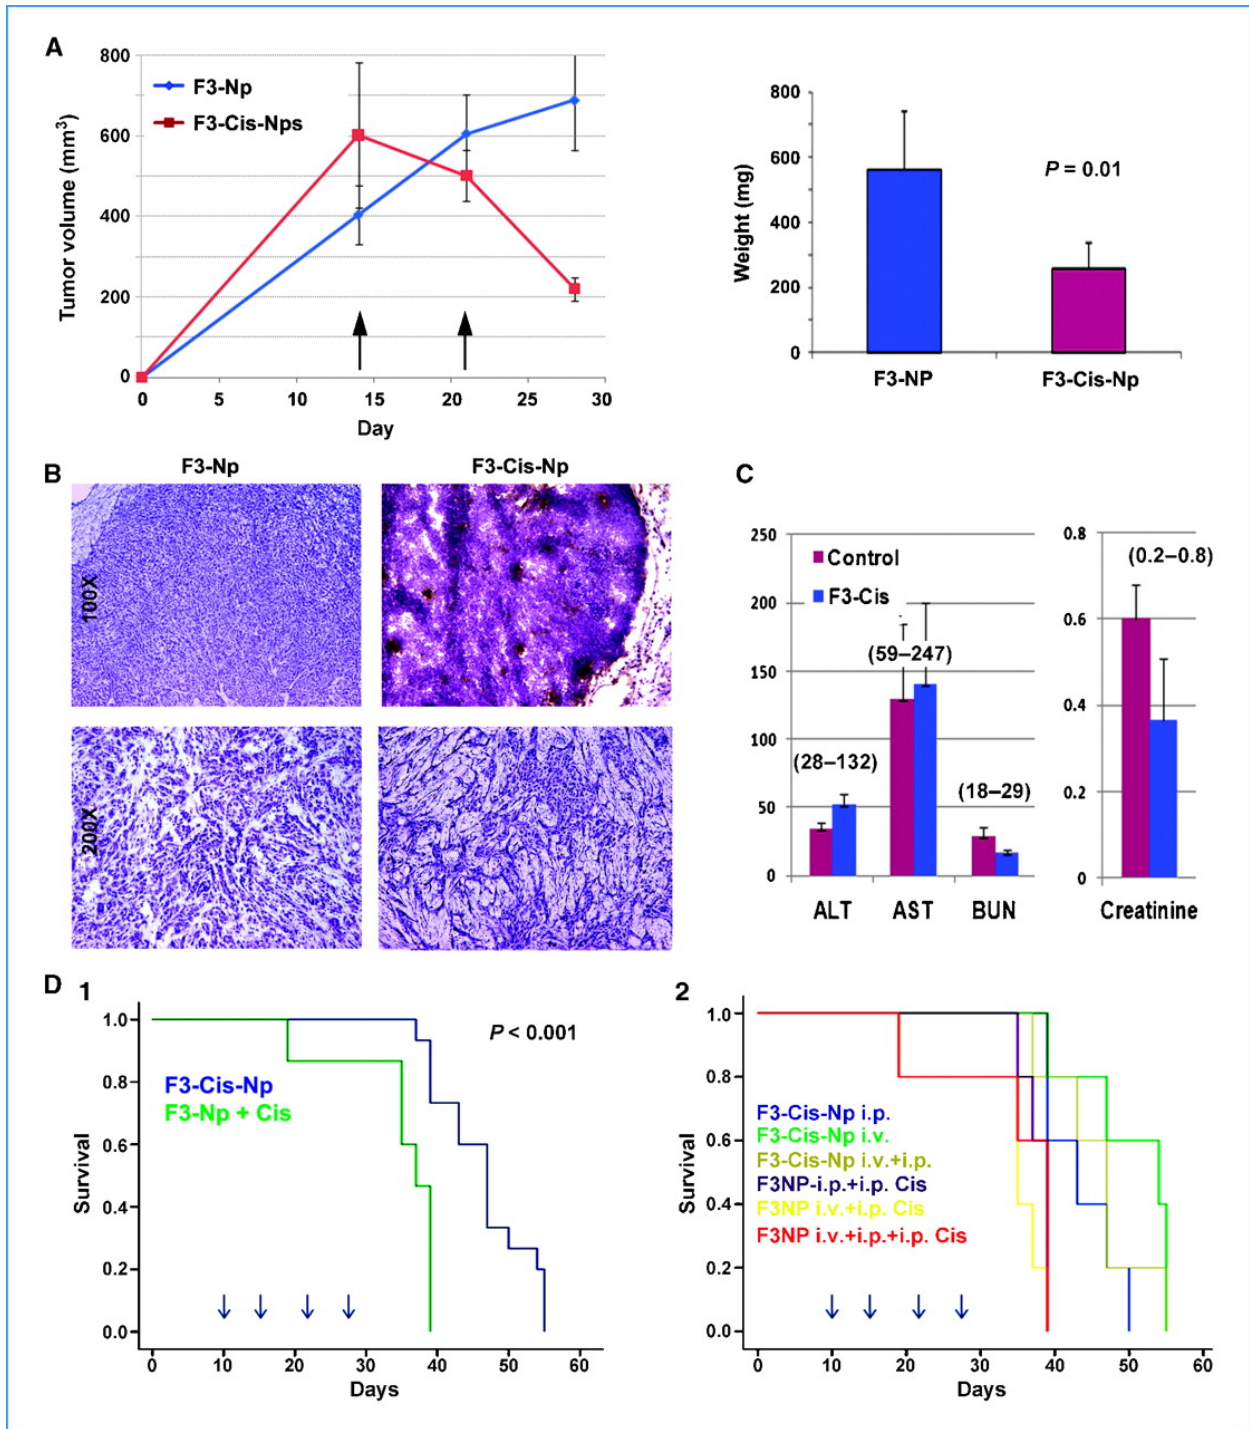 A
800
600
400
200
0
Tumor volume (mm³)
F3-Np
F3-Cis-Nps
0 5 10 15 20 25 30
Day
800
600
400
200
0
Weight (mg)
P = 0.01
F3-NP F3-Cis-Np
B
F3-Np F3-Cis-Np
100X
200X
C
250
200
150
100
50
0
Control
F3-Cis
(28–132)
(59–247)
(18–29)
ALT AST BUN
0.8
0.6
0.4
0.2
0
(0.2–0.8)
Creatinine
D
1
1.0
0.8
0.6
0.4
0.2
0.0
Survival
P < 0.001
F3-Cis-Np
F3-Np + Cis
0 10 20 30 40 50 60
Days
2
1.0
0.8
0.6
0.4
0.2
0.0
Survival
F3-Cis-Np i.p.
F3-Cis-Np i.v.
F3-Cis-Np i.v.+i.p.
F3NP-i.p.+i.p. Cis
F3NP i.v.+i.p. Cis
F3NP i.v.+i.p.+i.p. Cis
0 10 20 30 40 50 60
Days